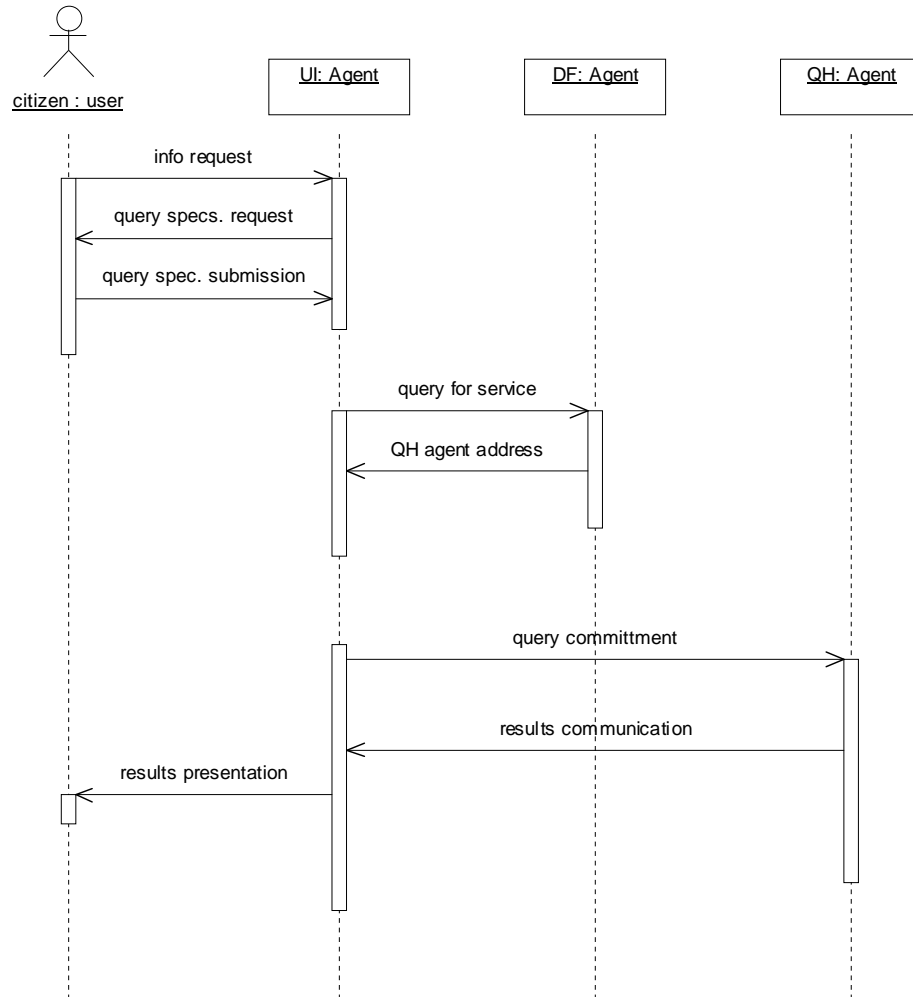 UI: Agent
DF: Agent
QH: Agent
citizen : user
info request
query specs. request
query spec. submission
query for service
QH agent address
query committment
results communication
results presentation